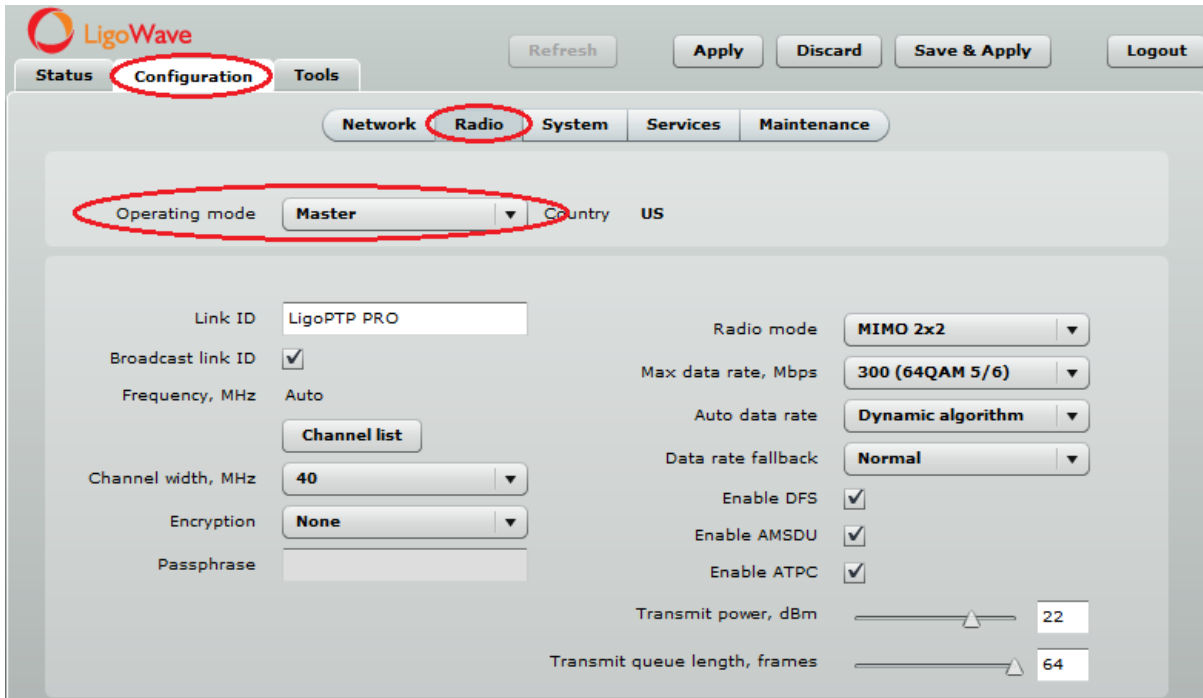 LigoWave
Refresh Apply Discard Save & Apply Logout
Status Configuration Tools
Network Radio System Services Maintenance
Operating mode Master Country US
Link ID LigoPTP PRO
Broadcast link ID
Frequency, MHz Auto
Channel list
Channel width, MHz 40
Encryption None
Passphrase
Radio mode MIMO 2x2
Max data rate, Mbps 300 (64QAM 5/6)
Auto data rate Dynamic algorithm
Data rate fallback Normal
Enable DFS
Enable AMSDU
Enable ATPC
Transmit power, dBm 22
Transmit queue length, frames 64